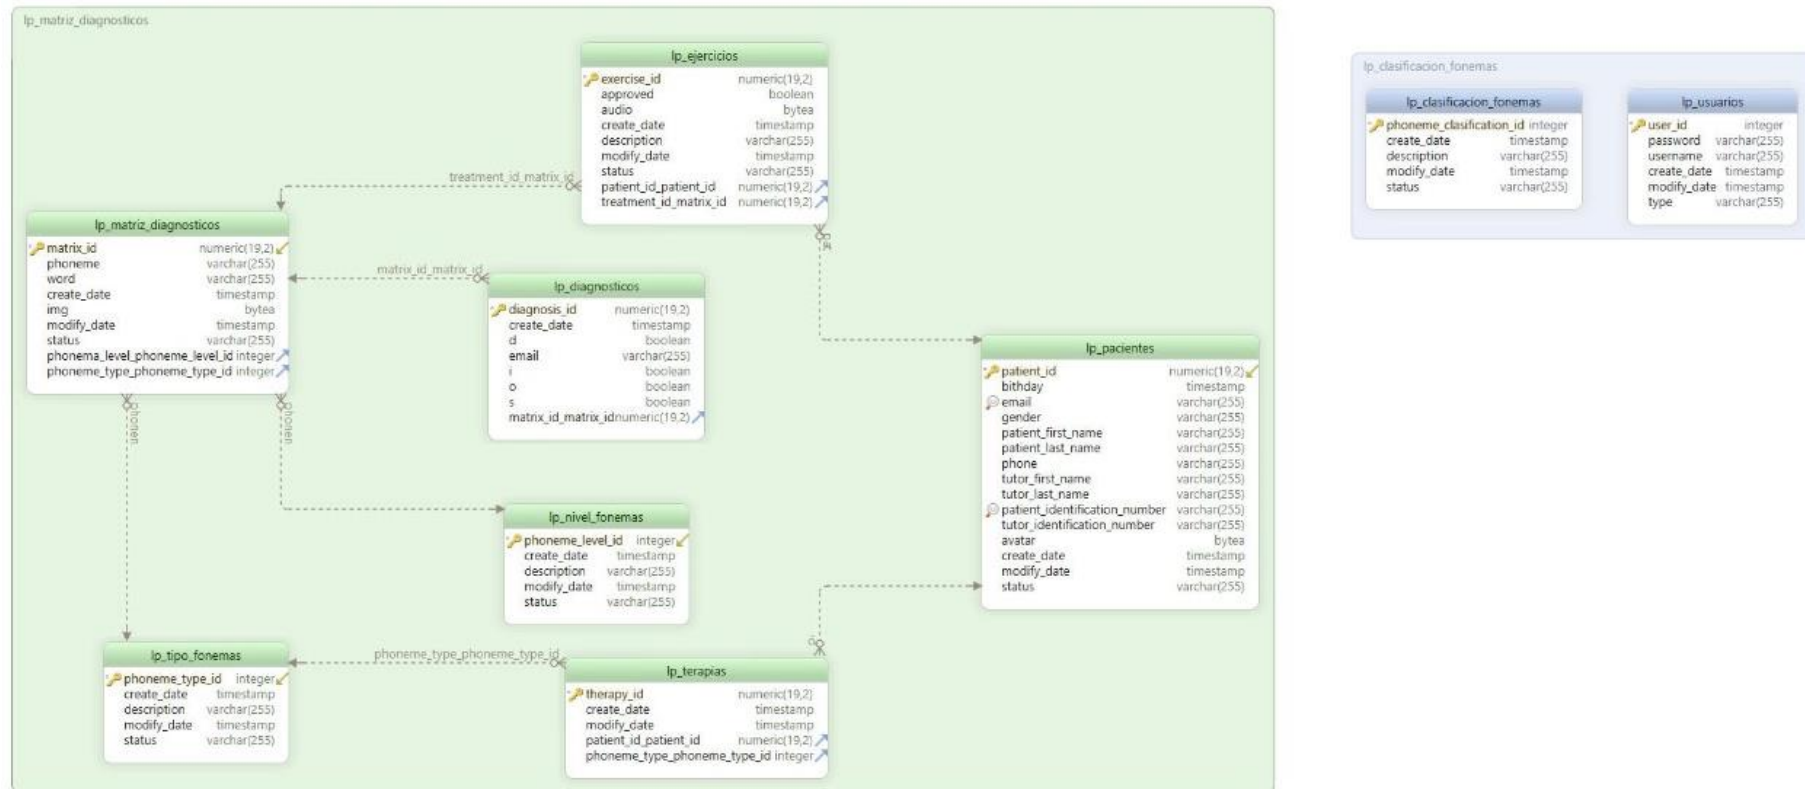 lp_matriz_diagnosticos
lp_ejercicios
exercise_id numeric(19,2)
approved boolean
audio bytea
create_date timestamp
description varchar(255)
modify_date timestamp
status varchar(255)
patient_id_patient_id numeric(19,2)
treatment_id_matrix_id numeric(19,2)
treatment_id_matrix_id
lp_matriz_diagnosticos
matrix_id numeric(19,2)
phoneme varchar(255)
word varchar(255)
create_date timestamp
img bytea
modify_date timestamp
status varchar(255)
phonema_level_phoneme_level_id integer
phoneme_type_phoneme_type_id integer
matrix_id_matrix_id
lp_diagnosticos
diagnosis_id numeric(19,2)
create_date timestamp
d boolean
email varchar(255)
i boolean
o boolean
s boolean
matrix_id_matrix_id numeric(19,2)
phonen
phonen
lp_pacientes
patient_id numeric(19,2)
bithday timestamp
email varchar(255)
gender varchar(255)
patient_first_name varchar(255)
patient_last_name varchar(255)
phone varchar(255)
tutor_first_name varchar(255)
tutor_last_name varchar(255)
patient_identification_number varchar(255)
tutor_identification_number varchar(255)
avatar bytea
create_date timestamp
modify_date timestamp
status varchar(255)
lp_nivel_fonemas
phoneme_level_id integer
create_date timestamp
description varchar(255)
modify_date timestamp
status varchar(255)
lp_tipo_fonemas
phoneme_type_id integer
create_date timestamp
description varchar(255)
modify_date timestamp
status varchar(255)
phoneme_type_phoneme_type_id
lp_terapias
therapy_id numeric(19,2)
create_date timestamp
modify_date timestamp
patient_id_patient_id numeric(19,2)
phoneme_type_phoneme_type_id integer
lp_clasificacion_fonemas
lp_clasificacion_fonemas
phoneme_clasification_id integer
create_date timestamp
description varchar(255)
modify_date timestamp
status varchar(255)
lp_usuarios
user_id integer
password varchar(255)
username varchar(255)
create_date timestamp
modify_date timestamp
type varchar(255)